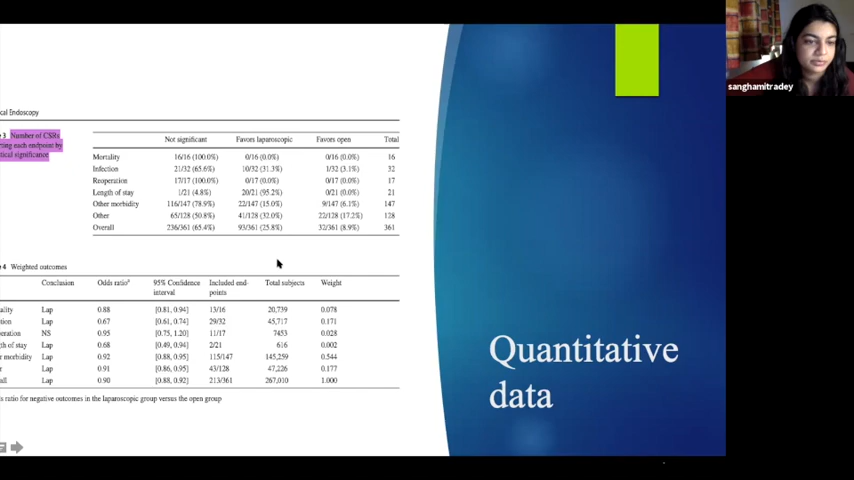 sanghamitradey
cal Endoscopy
e 3 Number of CSRs
rting each endpoint by
tical significance
Not significant Favors laparoscopic Favors open Total
Mortality 16/16 (100.0%) 0/16 (0.0%) 0/16 (0.0%) 16
Infection 21/32 (65.6%) 10/32 (31.3%) 1/32 (3.1%) 32
Reoperation 17/17 (100.0%) 0/17 (0.0%) 0/17 (0.0%) 17
Length of stay 1/21 (4.8%) 20/21 (95.2%) 0/21 (0.0%) 21
Other morbidity 116/147 (78.9%) 22/147 (15.0%) 9/147 (6.1%) 147
Other 65/128 (50.8%) 41/128 (32.0%) 22/128 (17.2%) 128
Overall 236/361 (65.4%) 93/361 (25.8%) 32/361 (8.9%) 361
e 4 Weighted outcomes
Conclusion Odds ratioª 95% Confidence Included end- Total subjects Weight
interval points
ality Lap 0.88 [0.81, 0.94] 13/16 20,739 0.078
tion Lap 0.67 [0.61, 0.74] 29/32 45,717 0.171
eration NS 0.95 [0.75, 1.20] 11/17 7453 0.028
gth of stay Lap 0.68 [0.49, 0.94] 2/21 616 0.002
r morbidity Lap 0.92 [0.88, 0.95] 115/147 145,259 0.544
r Lap 0.91 [0.86, 0.95] 43/128 47,226 0.177
all Lap 0.90 [0.88, 0.92] 213/361 267,010 1.000
s ratio for negative outcomes in the laparoscopic group versus the open group
Quantitative
data